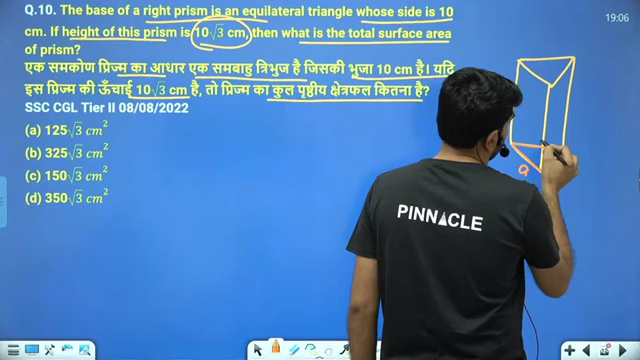 19:06
Q.10. The base of a right prism is an equilateral triangle whose side is 10
cm. If height of this prism is 10√3 cm, then what is the total surface area
of prism?
एक समकोण प्रिज्म का आधार एक समबाहु त्रिभुज है जिसकी भुजा 10 cm है। यदि
इस प्रिज्म की ऊँचाई 10√3 cm है, तो प्रिज्म का कुल पृष्ठीय क्षेत्रफल कितना है?
SSC CGL Tier II 08/08/2022
(a) 125√3 cm²
(b) 325√3 cm²
(c) 150√3 cm²
(d) 350√3 cm²
a
PINNACLE